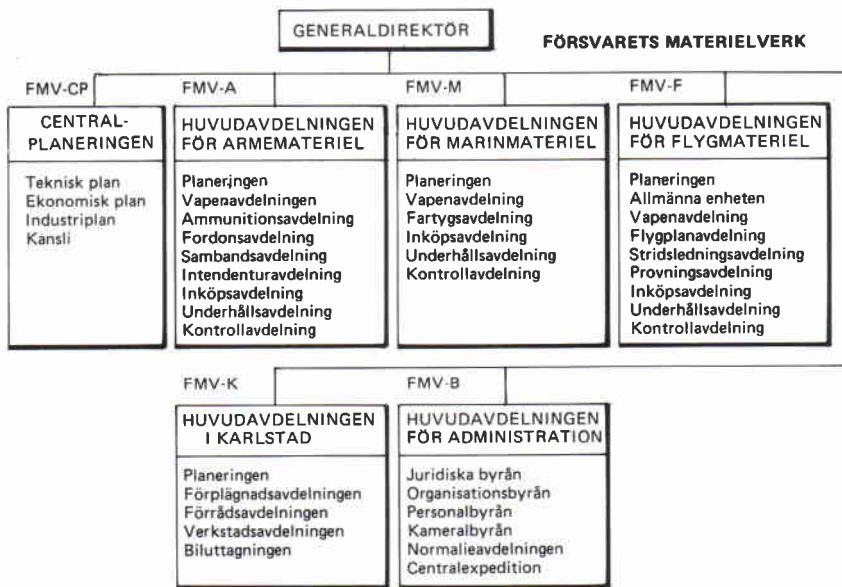 GENERALDIREKTÖR
FÖRSVARETS MATERIELVERK
FMV-CP
CENTRAL-
PLANERINGEN
Teknisk plan
Ekonomisk plan
Industriplan
Kansli
FMV-A
HUVUDAVDELNINGEN
FÖR ARMEMATERIEL
Planeringen
Vapenavdelningen
Ammunitionsavdelning
Fordonsavdelning
Sambandsavdelning
Intendenturavdelning
Inköpsavdelning
Underhållsavdelning
Kontrollavdelning
FMV-M
HUVUDAVDELNINGEN
FÖR MARINMATERIEL
Planeringen
Vapenavdelning
Fartygsavdelning
Inköpsavdelning
Underhållsavdelning
Kontrollavdelning
FMV-F
HUVUDAVDELNINGEN
FÖR FLYGMATERIEL
Planeringen
Allmänna enheten
Vapenavdelning
Flygplanavdelning
Stridsledningsavdelning
Provningsavdelning
Inköpsavdelning
Underhållsavdelning
Kontrollavdelning
FMV-K
HUVUDAVDELNINGEN
I KARLSTAD
Planeringen
Förplägnadsavdelningen
Förrådsavdelningen
Verkstadsavdelningen
Biluttagningen
FMV-B
HUVUDAVDELNINGEN
FÖR ADMINISTRATION
Juridiska byrån
Organisationsbyrån
Personalbyrån
Kameralbyrån
Normalieavdelningen
Centralexpedition